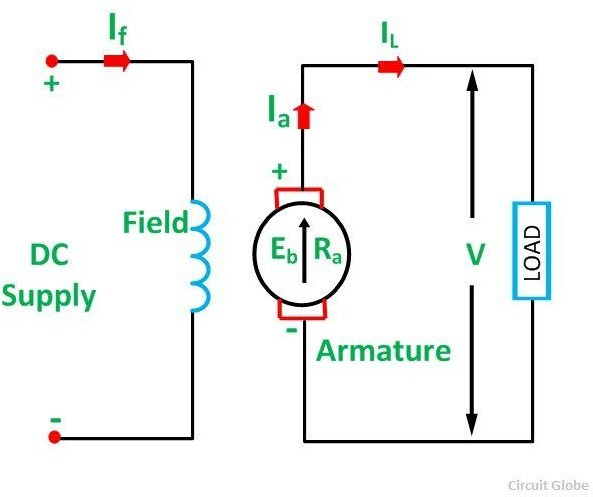 If
IL
+
Ia
+
Field
DC
Supply
Eb Ra
V
LOAD
-
Armature
-
Circuit Globe